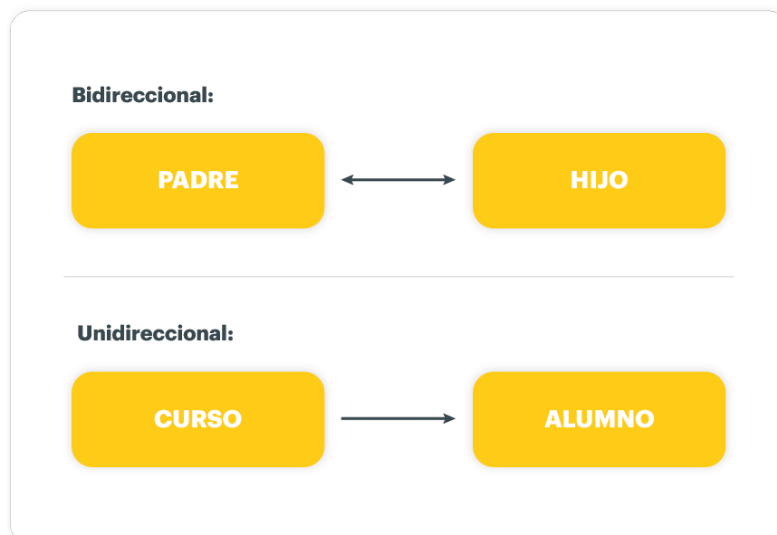 Bidireccional:
PADRE
HIJO
Unidireccional:
CURSO
ALUMNO